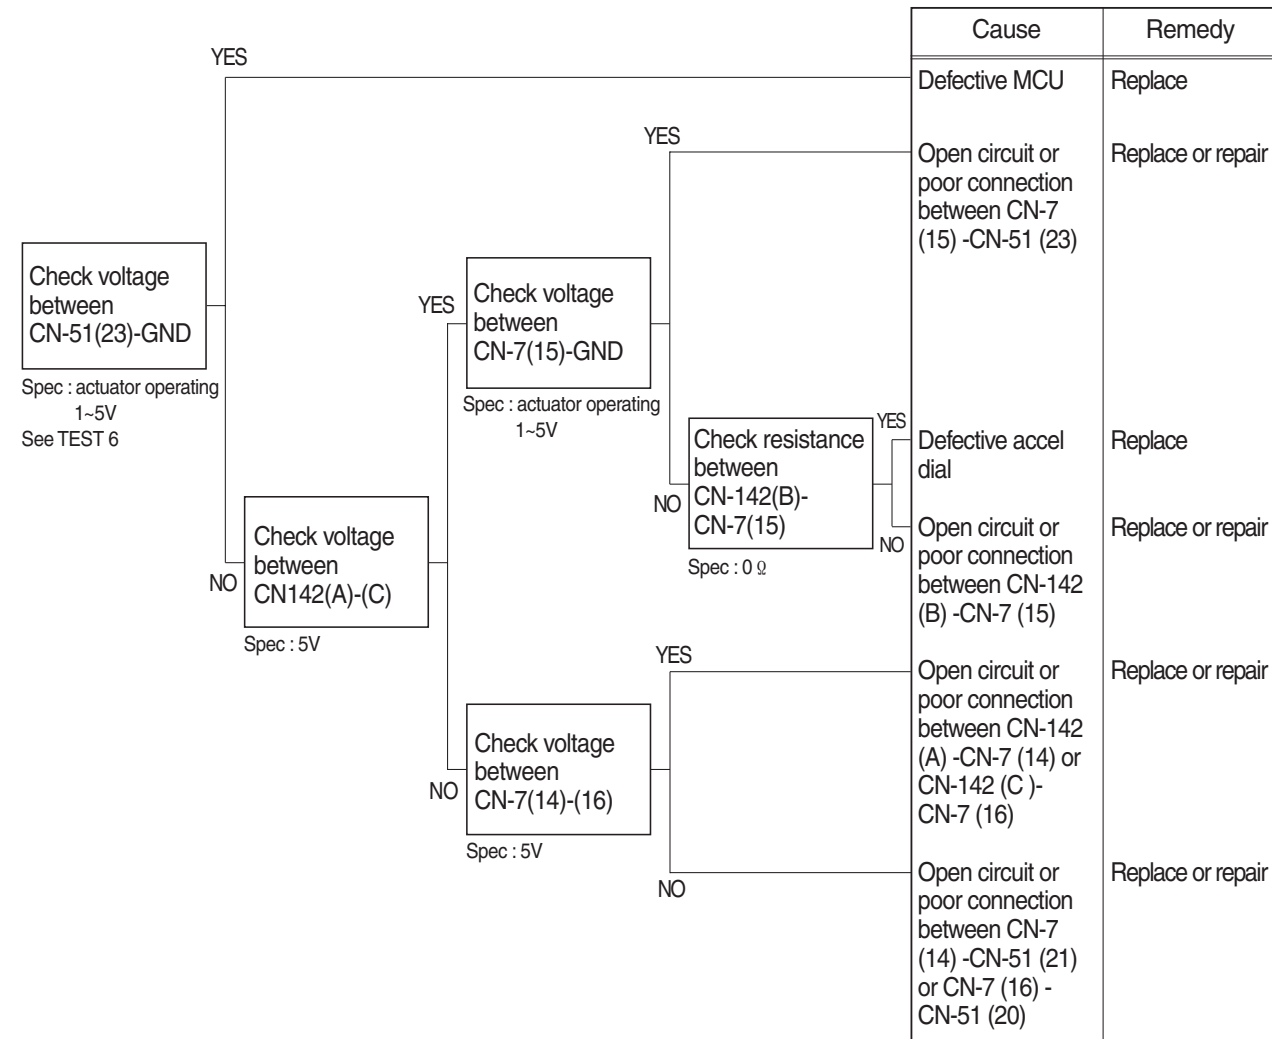 Cause
Remedy
YES
Defective MCU
Replace
YES
Open circuit or
poor connection
between CN-7
(15) -CN-51 (23)
Replace or repair
Check voltage
between
CN-51(23)-GND
Spec : actuator operating
1~5V
See TEST 6
YES
Check voltage
between
CN-7(15)-GND
Spec : actuator operating
1~5V
NO
Check resistance
between
CN-142(B)-
CN-7(15)
Spec : 0 Ω
YES
Defective accel
dial
Replace
NO
Open circuit or
poor connection
between CN-142
(B) -CN-7 (15)
Replace or repair
NO
Check voltage
between
CN142(A)-(C)
Spec : 5V
YES
Open circuit or
poor connection
between CN-142
(A) -CN-7 (14) or
CN-142 (C )-
CN-7 (16)
Replace or repair
NO
Check voltage
between
CN-7(14)-(16)
Spec : 5V
NO
Open circuit or
poor connection
between CN-7
(14) -CN-51 (21)
or CN-7 (16) -
CN-51 (20)
Replace or repair